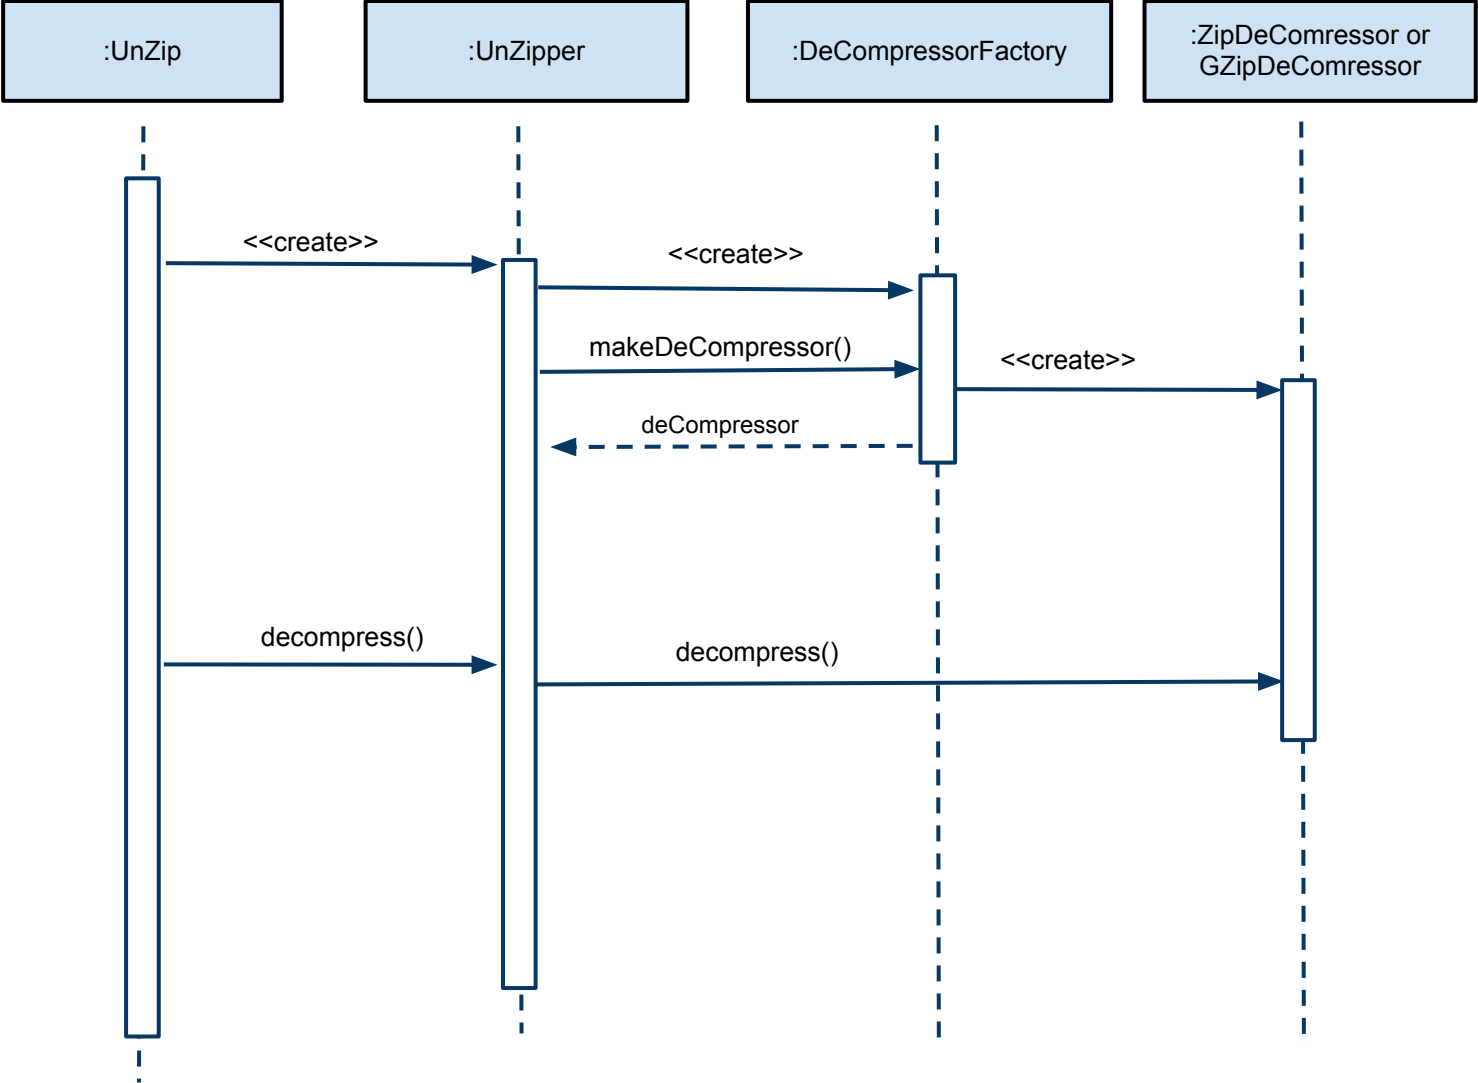 :UnZip
:UnZipper
:DeCompressorFactory
:ZipDeComressor or
GZipDeComressor
<<create>>
<<create>>
makeDeCompressor()
<<create>>
deCompressor
decompress()
decompress()